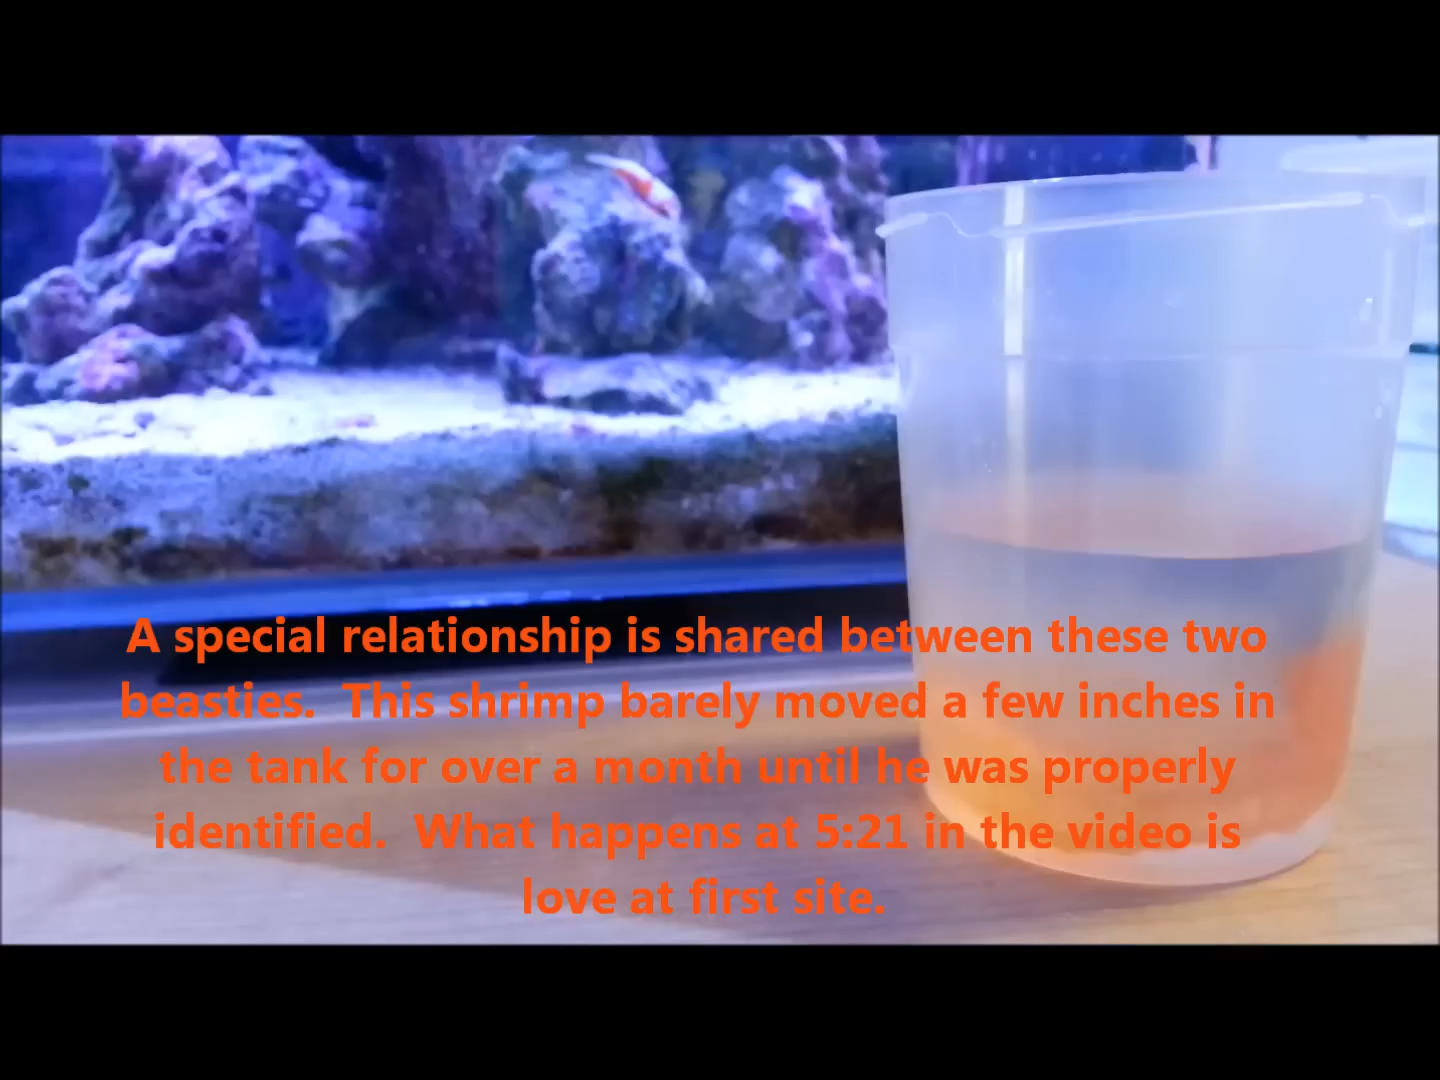 A special relationship is shared between these two
beasties.  This shrimp barely moved a few inches in
the tank for over a month until he was properly
identified.  What happens at 5:21 in the video is
love at first site.